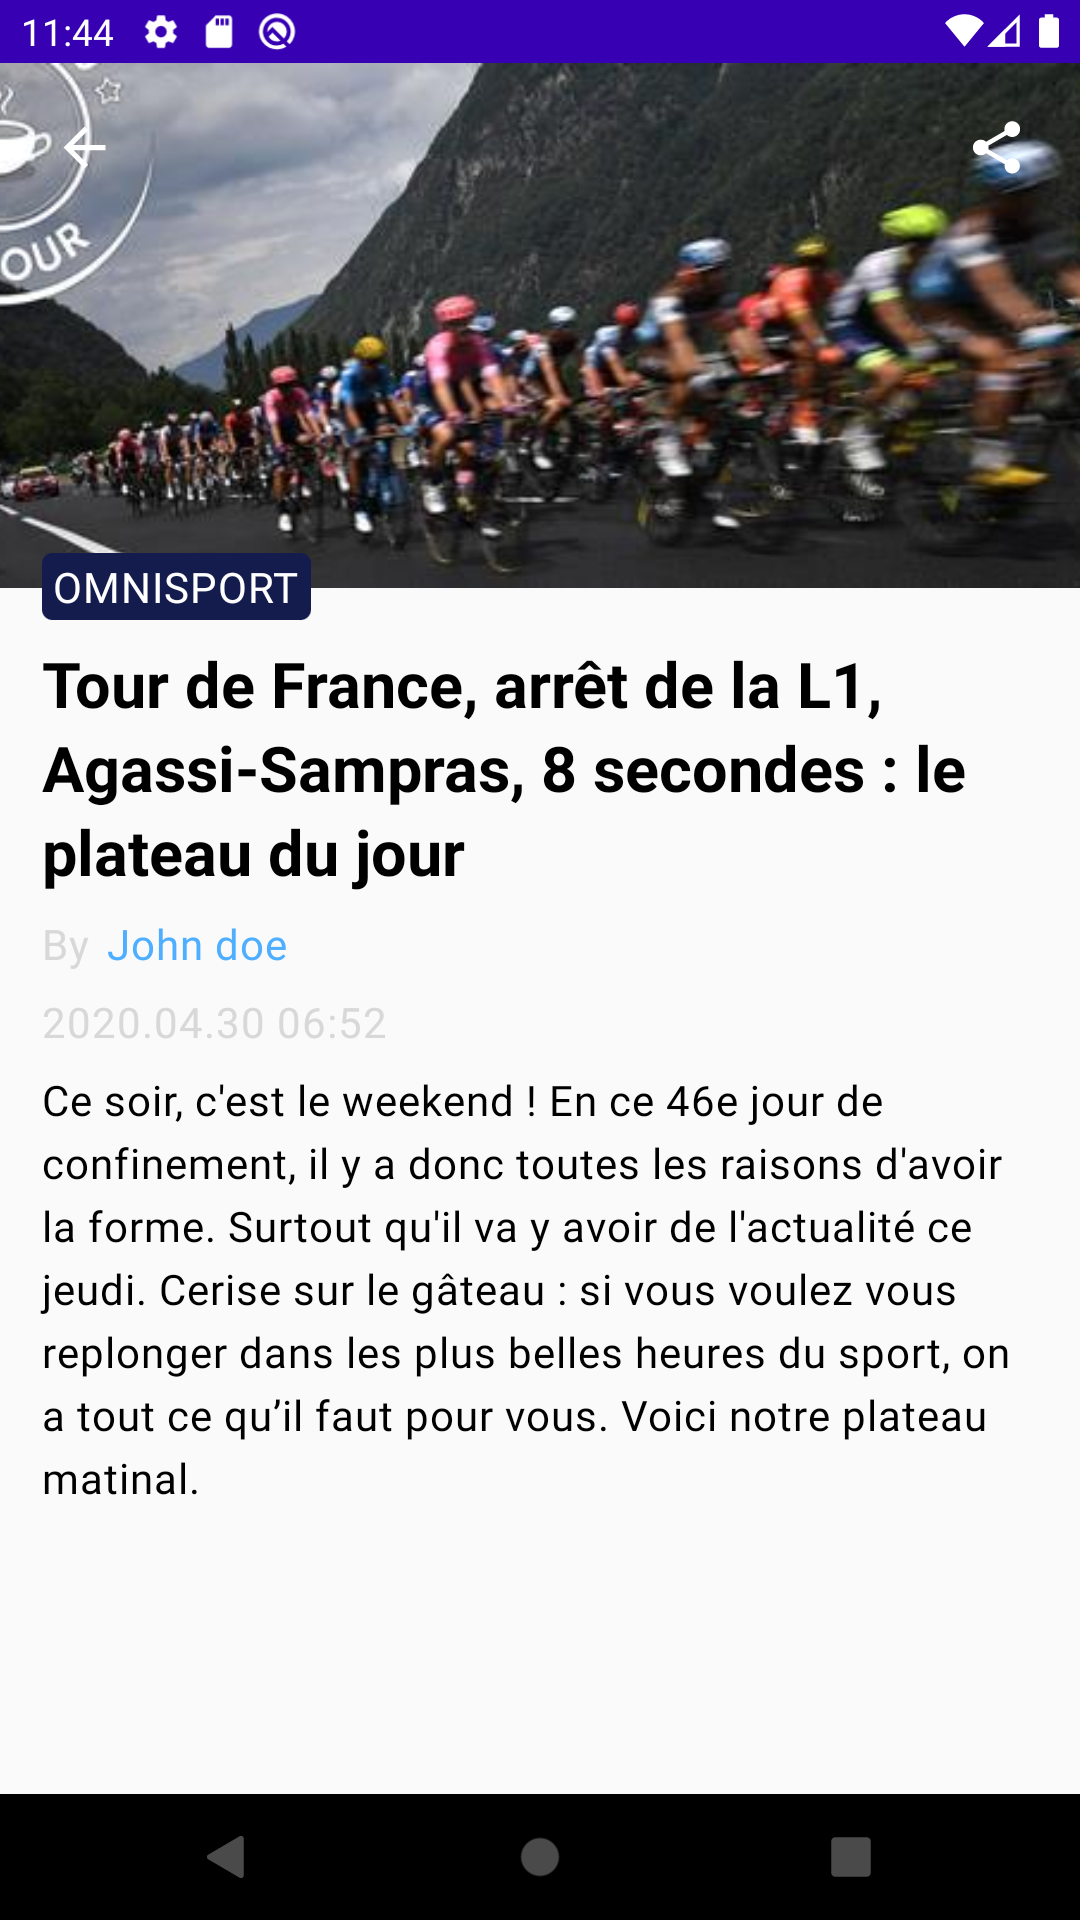 11:44
OUR
OMNISPORT
Tour de France, arrêt de la L1,
Agassi-Sampras, 8 secondes : le
plateau du jour
By John doe
2020.04.30 06:52
Ce soir, c'est le weekend ! En ce 46e jour de
confinement, il y a donc toutes les raisons d'avoir
la forme. Surtout qu'il va y avoir de l'actualité ce
jeudi. Cerise sur le gâteau : si vous voulez vous
replonger dans les plus belles heures du sport, on
a tout ce qu’il faut pour vous. Voici notre plateau
matinal.